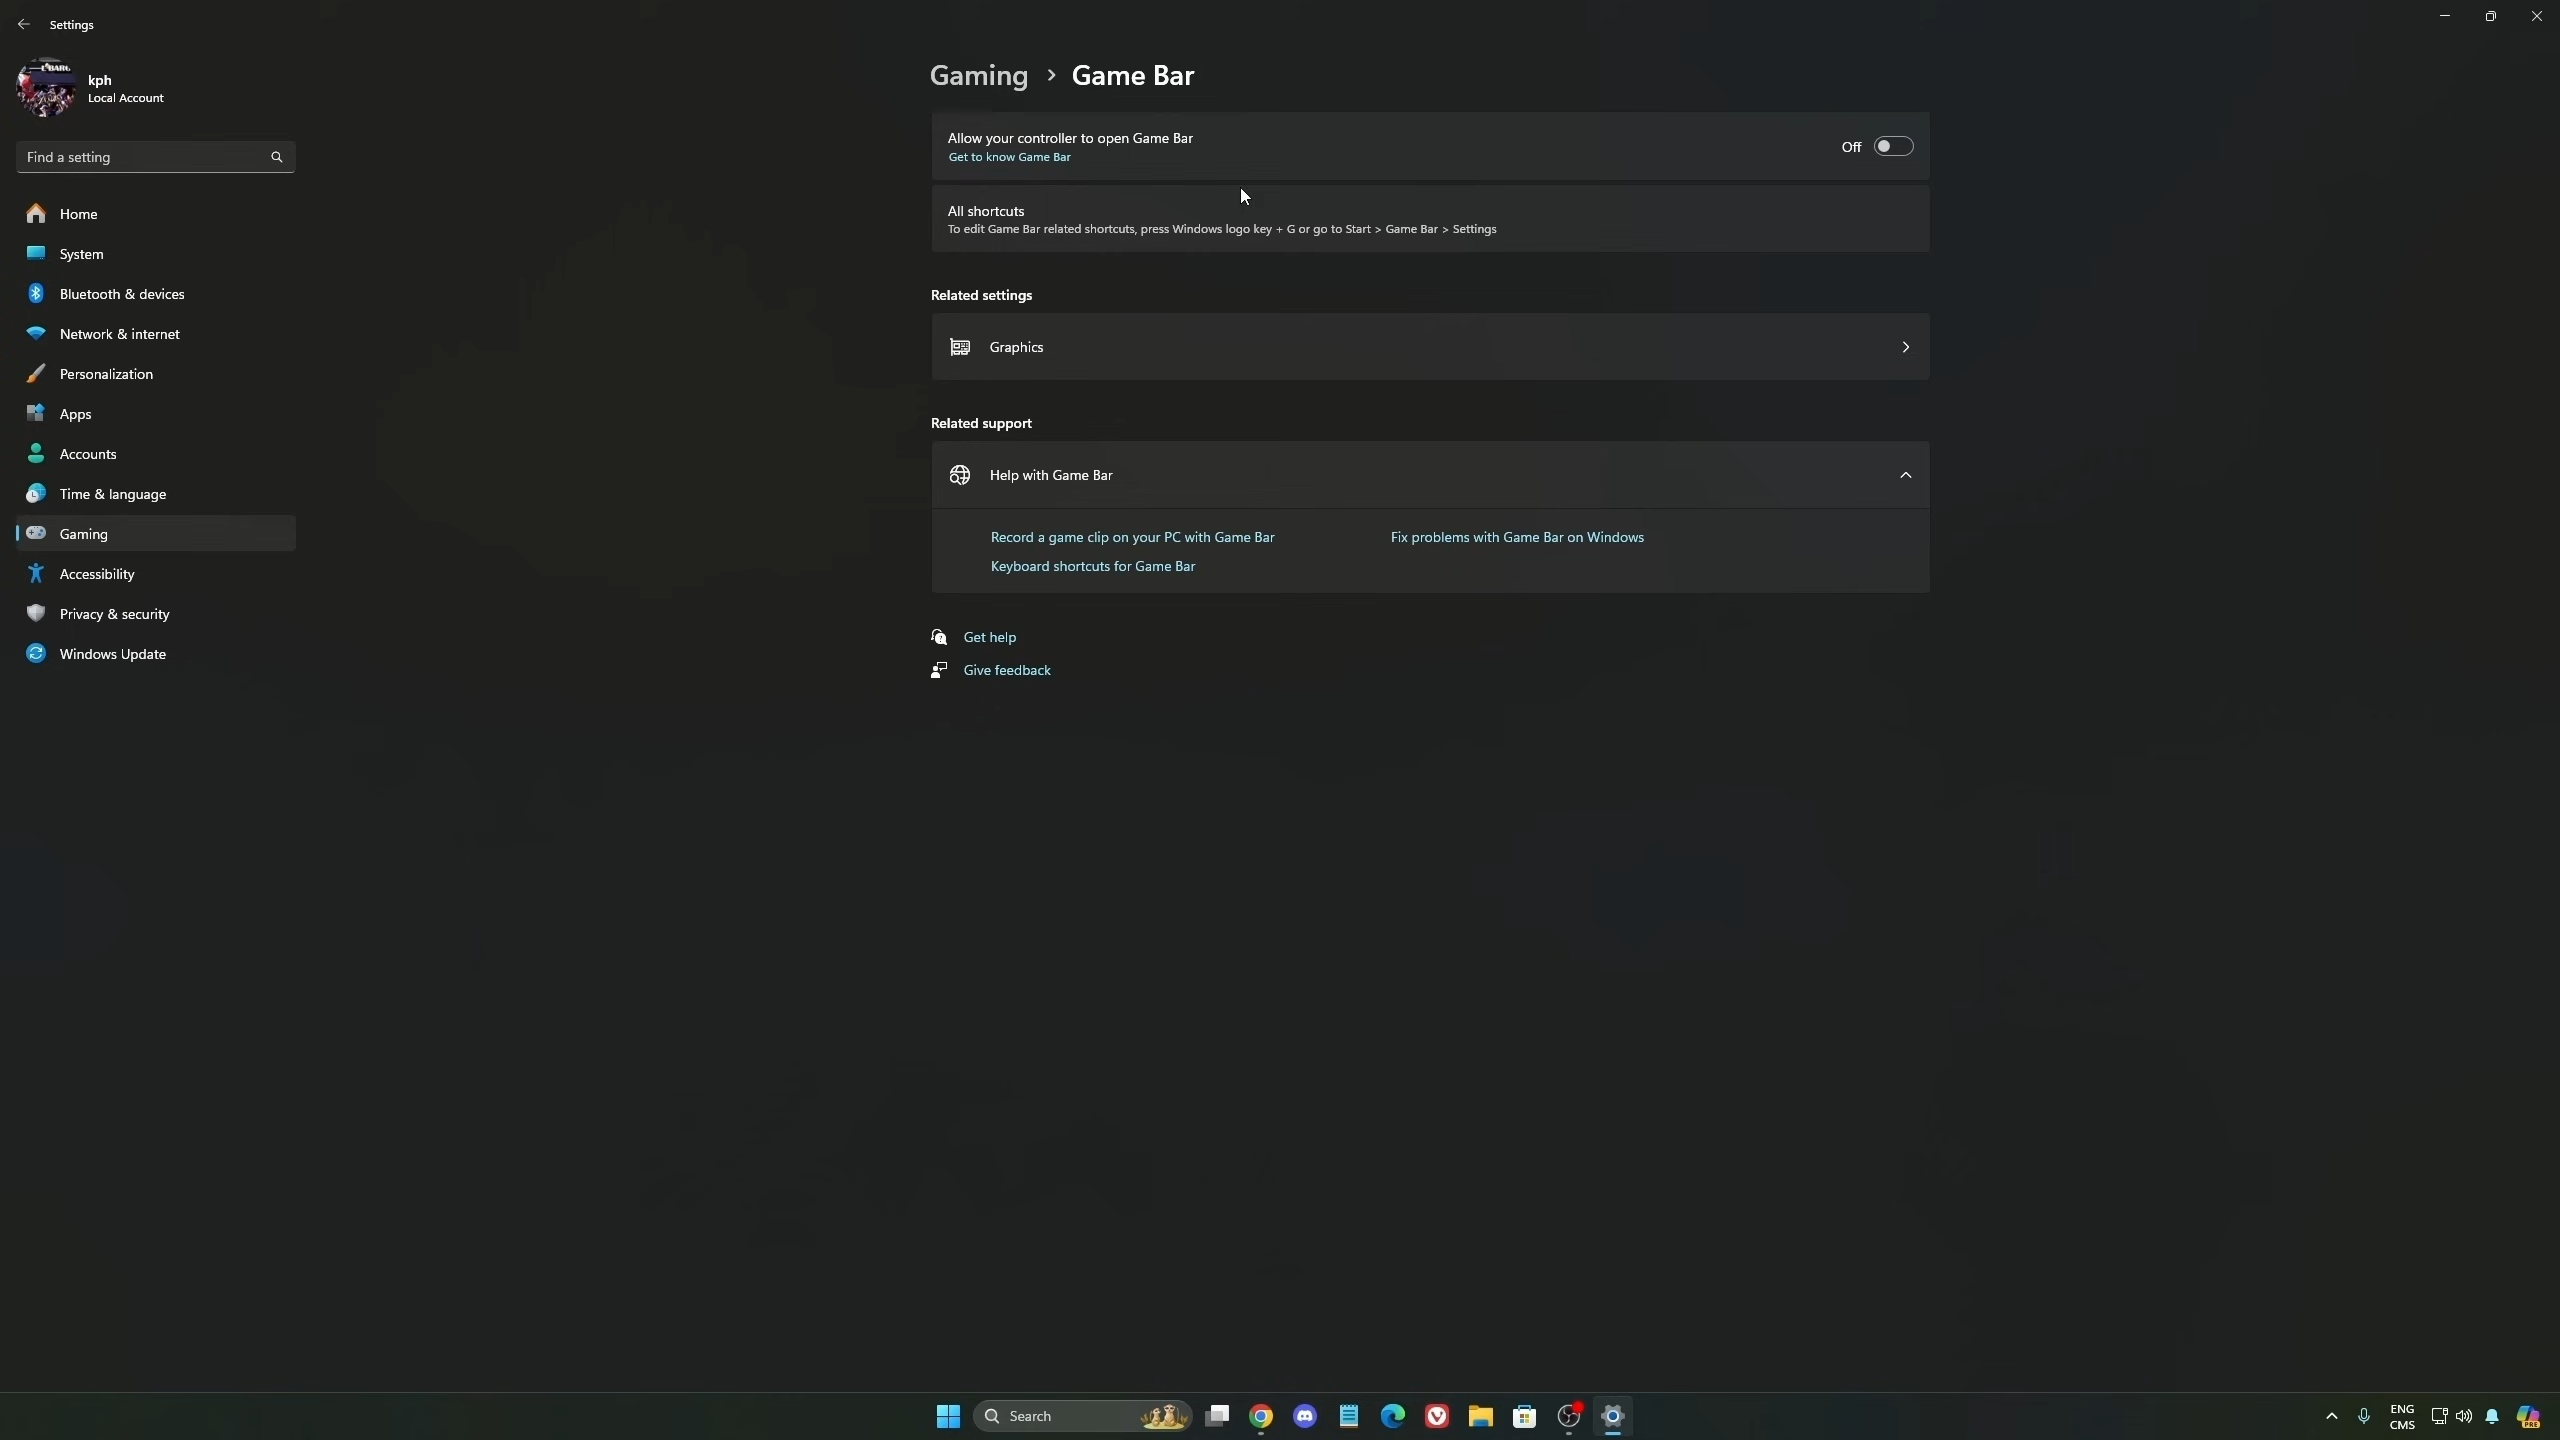 Settings
kph
Local Account
Find a setting
Home
System
Bluetooth & devices
Network & internet
Personalization
Apps
Accounts
Time & language
Gaming
Accessibility
Privacy & security
Windows Update
Gaming > Game Bar
Allow your controller to open Game Bar
Get to know Game Bar
Off
All shortcuts
To edit Game Bar related shortcuts, press Windows logo key + G or go to Start > Game Bar > Settings
Related settings
Graphics
Related support
Help with Game Bar
Record a game clip on your PC with Game Bar
Fix problems with Game Bar on Windows
Keyboard shortcuts for Game Bar
Get help
Give feedback
Search
ENG
CMS
PRE